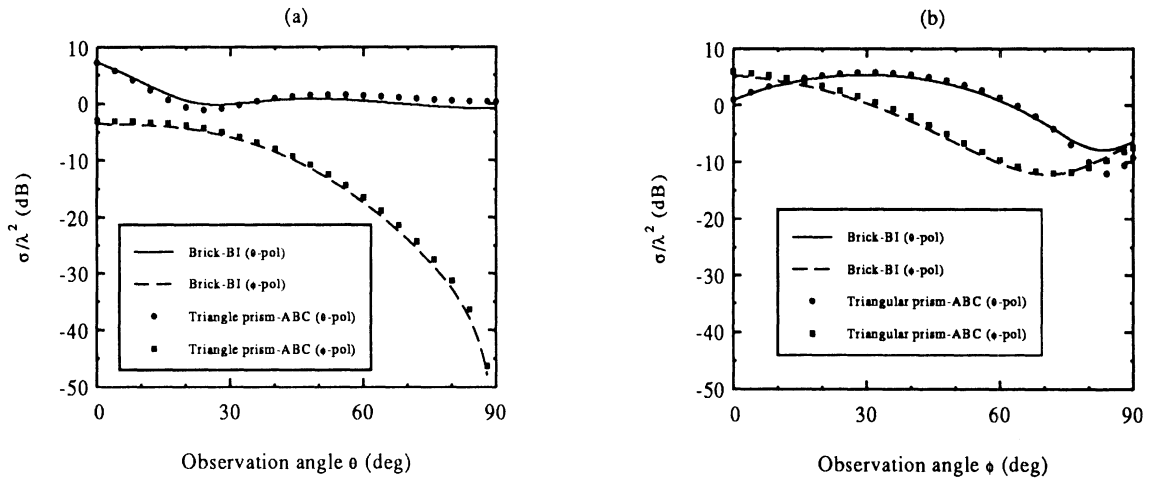 (a)
10
0
-10
-20
-30
-40
-50
σ/λ² (dB)
Brick-BI (θ-pol)
Brick-BI (ϕ-pol)
Triangle prism-ABC (θ-pol)
Triangle prism-ABC (ϕ-pol)
0 30 60 90
Observation angle θ (deg)
(b)
10
0
-10
-20
-30
-40
-50
σ/λ² (dB)
Brick-BI (θ-pol)
Brick-BI (ϕ-pol)
Triangular prism-ABC (θ-pol)
Triangular prism-ABC (ϕ-pol)
0 30 60 90
Observation angle ϕ (deg)